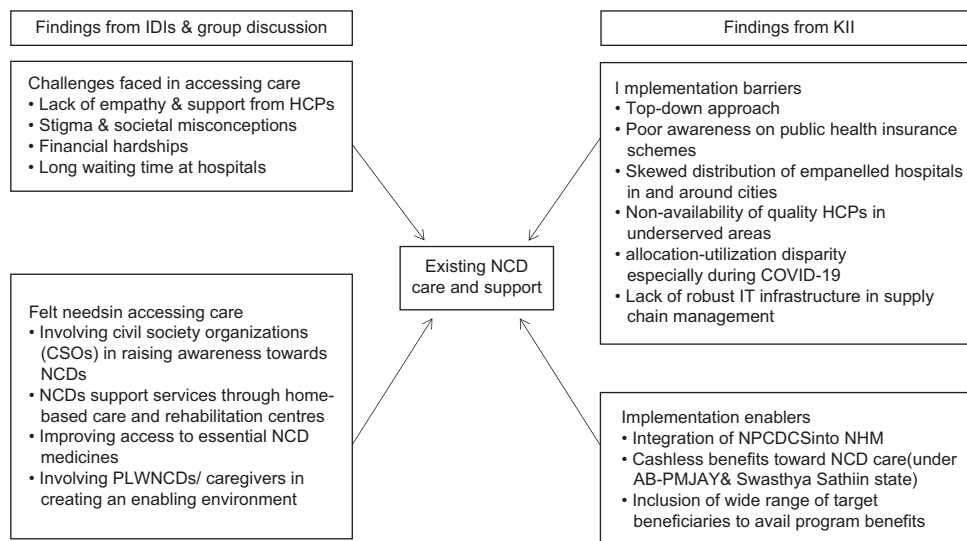 Findings from IDIs & group discussion
Challenges faced in accessing care
• Lack of empathy & support from HCPs
• Stigma & societal misconceptions
• Financial hardships
• Long waiting time at hospitals
Felt needsin accessing care
• Involving civil society organizations
(CSOs) in raising awareness towards
NCDs
• NCDs support services through home-
based care and rehabilitation centres
• Improving access to essential NCD
medicines
• Involving PLWNCDs/ caregivers in
creating an enabling environment
Existing NCD
care and support
Findings from KII
I mplementation barriers
• Top-down approach
• Poor awareness on public health insurance
schemes
• Skewed distribution of empanelled hospitals
in and around cities
• Non-availability of quality HCPs in
underserved areas
• allocation-utilization disparity
especially during COVID-19
• Lack of robust IT infrastructure in supply
chain management
Implementation enablers
• Integration of NPCDCSinto NHM
• Cashless benefits toward NCD care(under
AB-PMJAY& Swasthya Sathiin state)
• Inclusion of wide range of target
beneficiaries to avail program benefits